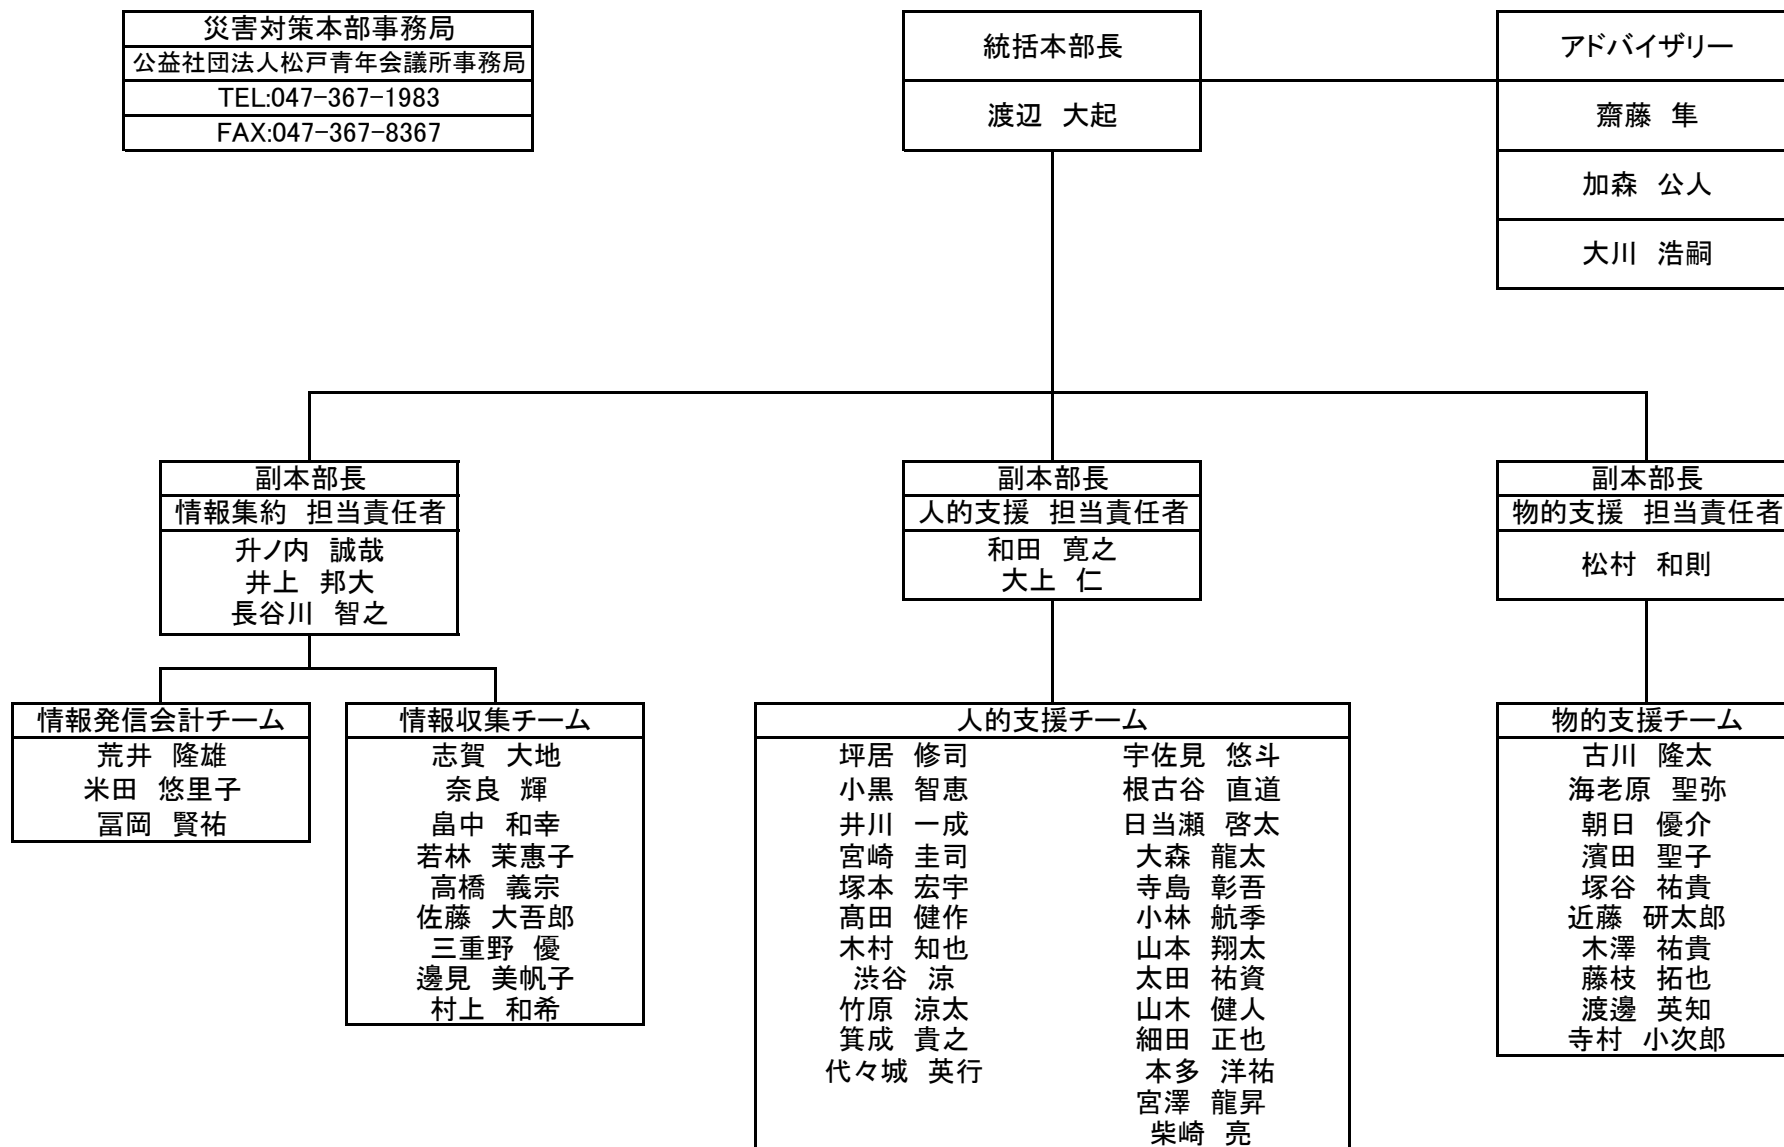 災害対策本部事務局
公益社団法人松戸青年会議所事務局
TEL:047-367-1983
FAX:047-367-8367
統括本部長
渡辺 大起
アドバイザリー
齋藤 隼
加森 公人
大川 浩嗣
副本部長
情報集約 担当責任者
升ノ内 誠哉
井上 邦大
長谷川 智之
副本部長
人的支援 担当責任者
和田 寛之
大上 仁
副本部長
物的支援 担当責任者
松村 和則
情報発信会計チーム
荒井 隆雄
米田 悠里子
冨岡 賢祐
情報収集チーム
志賀 大地
奈良 輝
畠中 和幸
若林 茉惠子
高橋 義宗
佐藤 大吾郎
三重野 優
邊見 美帆子
村上 和希
人的支援チーム
坪居 修司
小黒 智恵
井川 一成
宮崎 圭司
塚本 宏宇
髙田 健作
木村 知也
渋谷 涼
竹原 涼太
箕成 貴之
代々城 英行
宇佐見 悠斗
根古谷 直道
日当瀬 啓太
大森 龍太
寺島 彰吾
小林 航季
山本 翔太
太田 祐資
山木 健人
細田 正也
本多 洋祐
宮澤 龍昇
柴崎 亮
物的支援チーム
古川 隆太
海老原 聖弥
朝日 優介
濱田 聖子
塚谷 祐貴
近藤 研太郎
木澤 祐貴
藤枝 拓也
渡邊 英知
寺村 小次郎